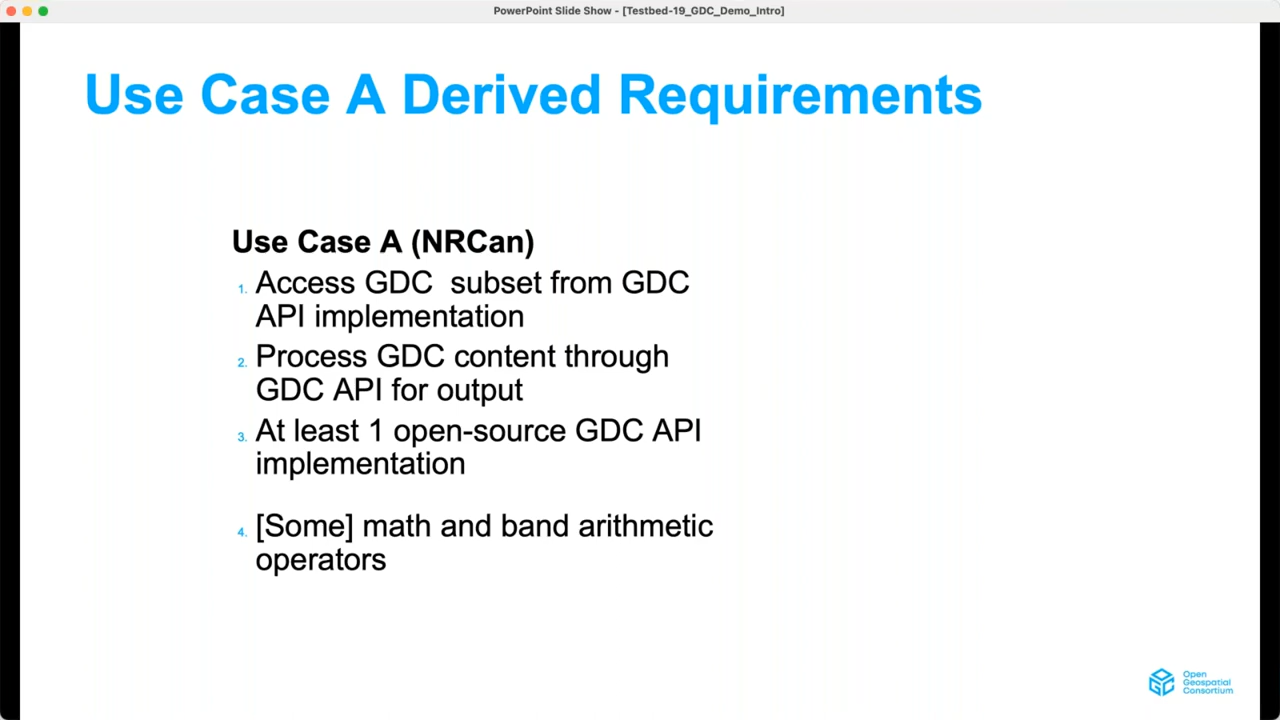 PowerPoint Slide Show - [Testbed-19_GDC_Demo_Intro]
Use Case A Derived Requirements
Use Case A (NRCan)
1. Access GDC  subset from GDC
API implementation
2. Process GDC content through
GDC API for output
3. At least 1 open-source GDC API
implementation
4. [Some] math and band arithmetic
operators
Open
Geospatial
Consortium